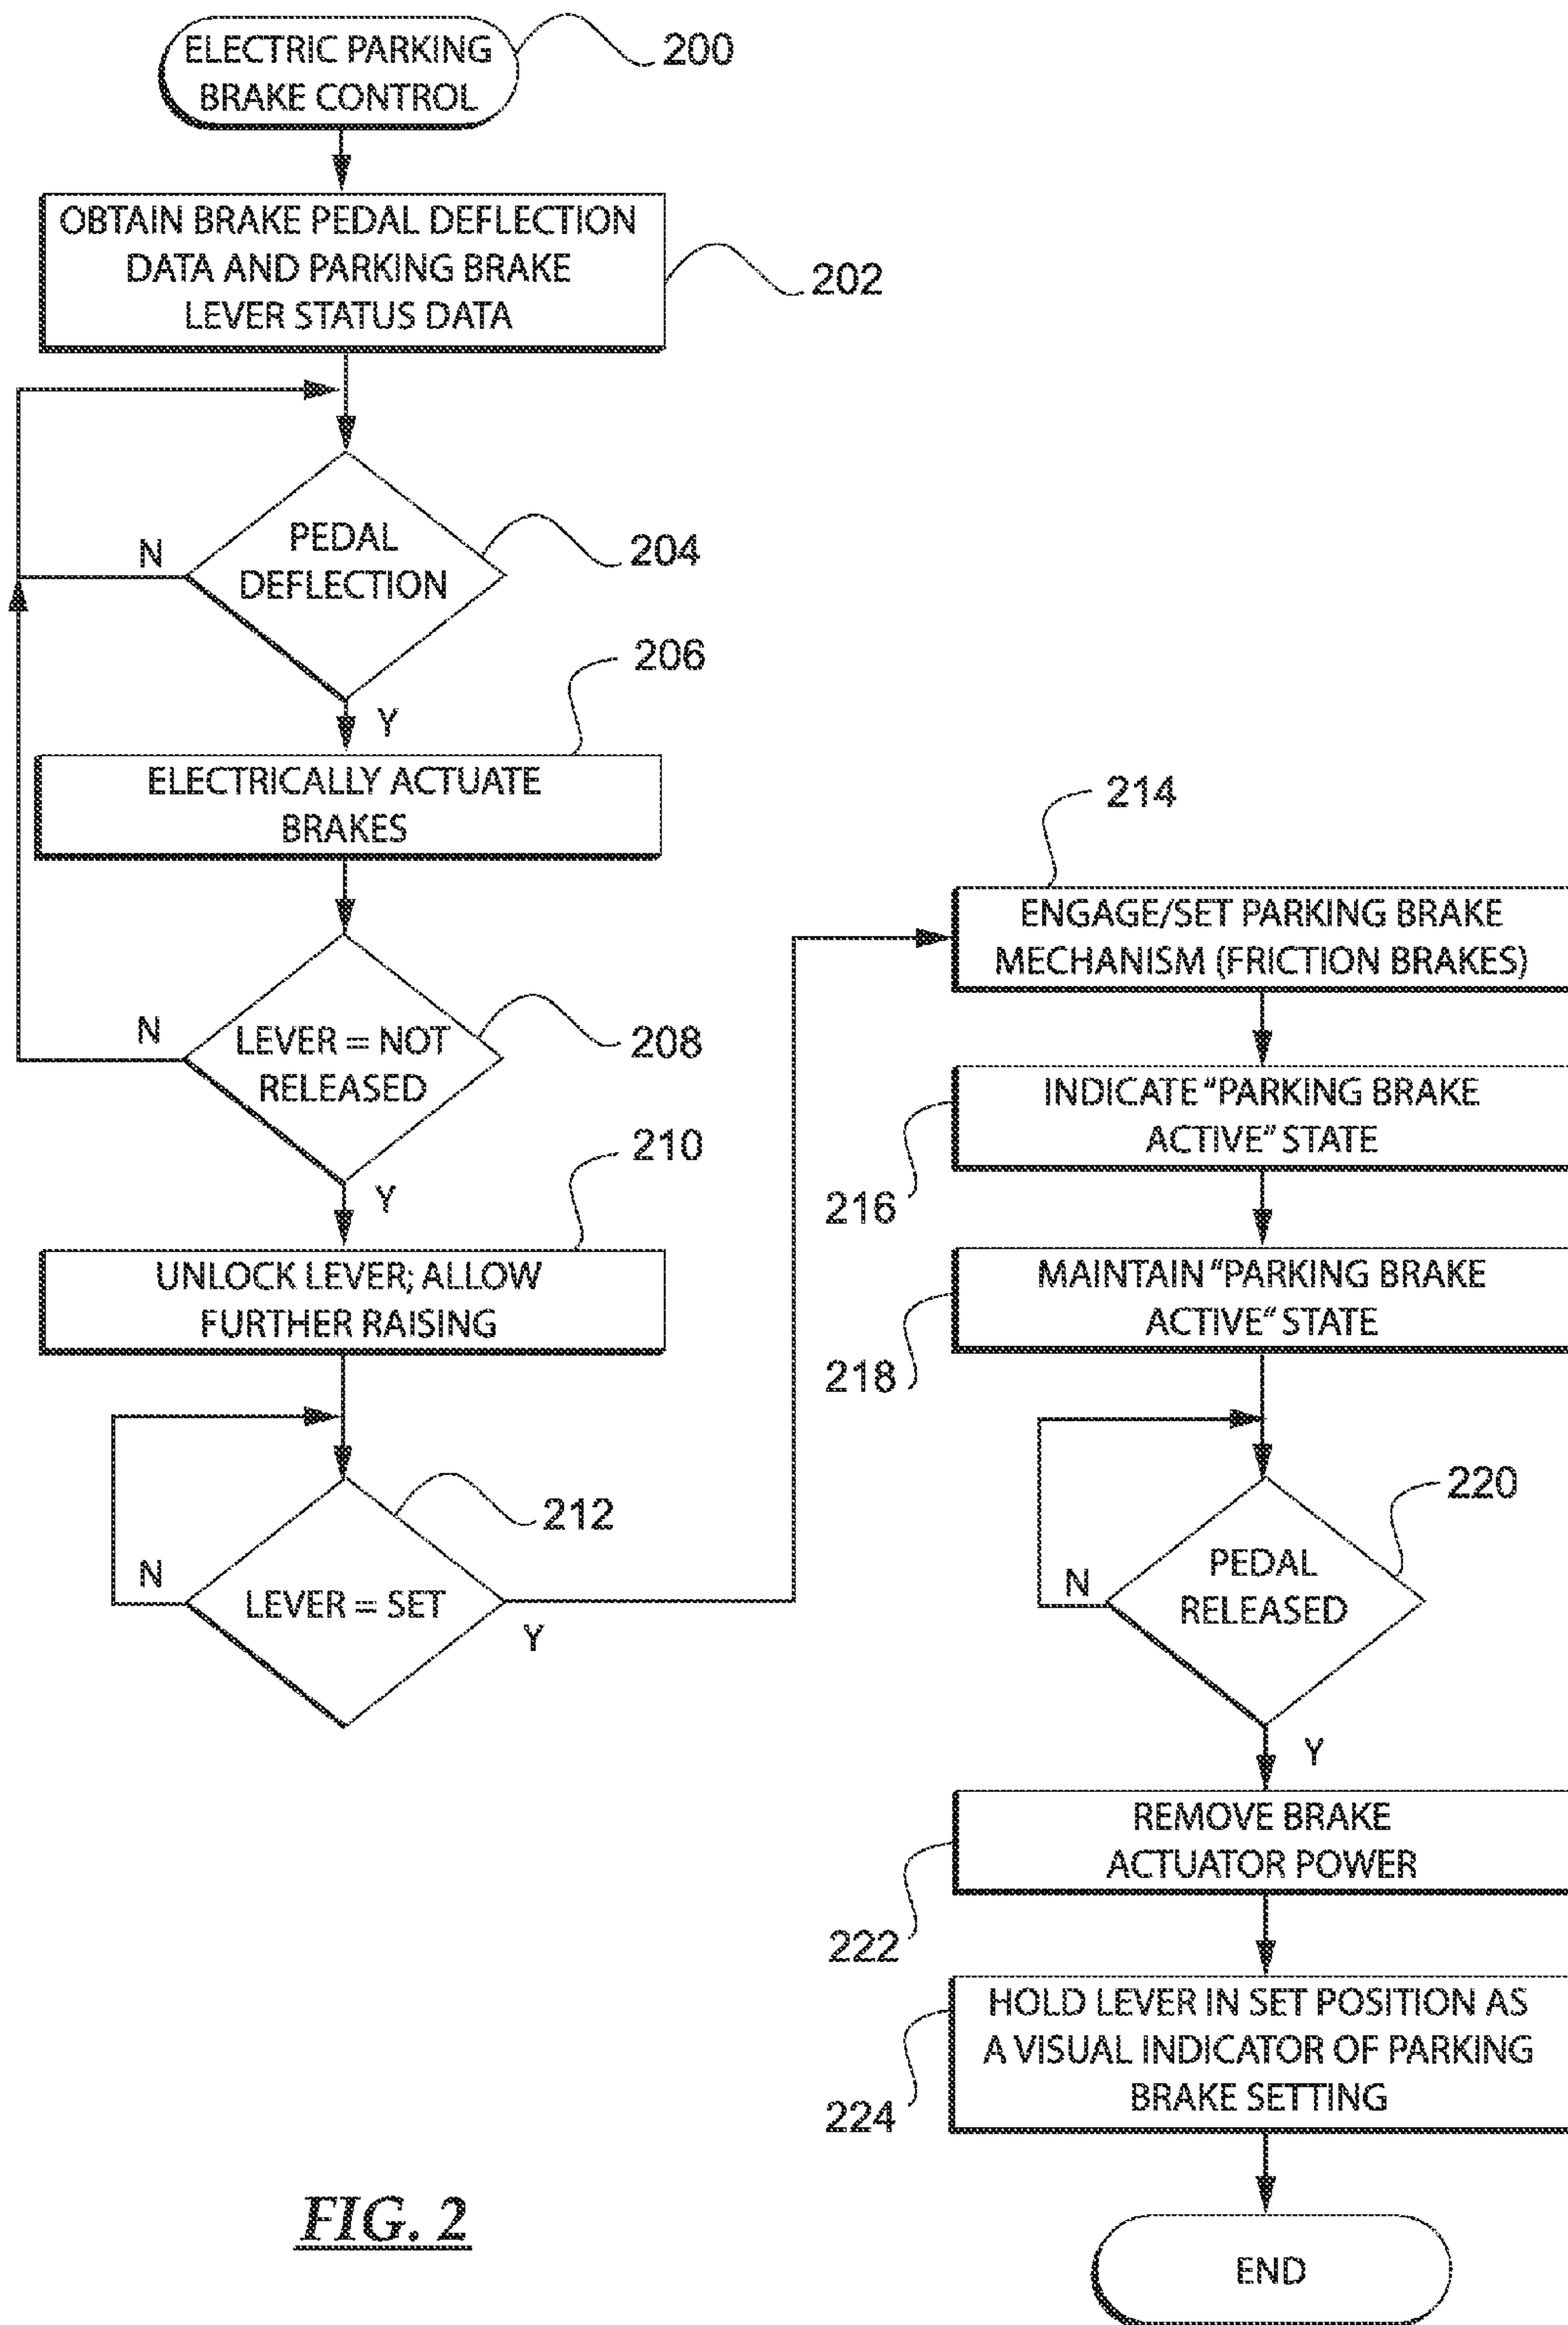 ELECTRIC PARKING
BRAKE CONTROL
200
OBTAIN BRAKE PEDAL DEFLECTION
DATA AND PARKING BRAKE
LEVER STATUS DATA
202
PEDAL
DEFLECTION
204
N
Y
206
ELECTRICALLY ACTUATE
BRAKES
LEVER = NOT
RELEASED
208
N
Y
210
UNLOCK LEVER; ALLOW
FURTHER RAISING
212
LEVER = SET
N
Y
214
ENGAGE/SET PARKING BRAKE
MECHANISM (FRICTION BRAKES)
INDICATE "PARKING BRAKE
ACTIVE" STATE
216
MAINTAIN "PARKING BRAKE
ACTIVE" STATE
218
220
PEDAL
RELEASED
N
Y
REMOVE BRAKE
ACTUATOR POWER
222
HOLD LEVER IN SET POSITION AS
A VISUAL INDICATOR OF PARKING
BRAKE SETTING
224
END
FIG. 2